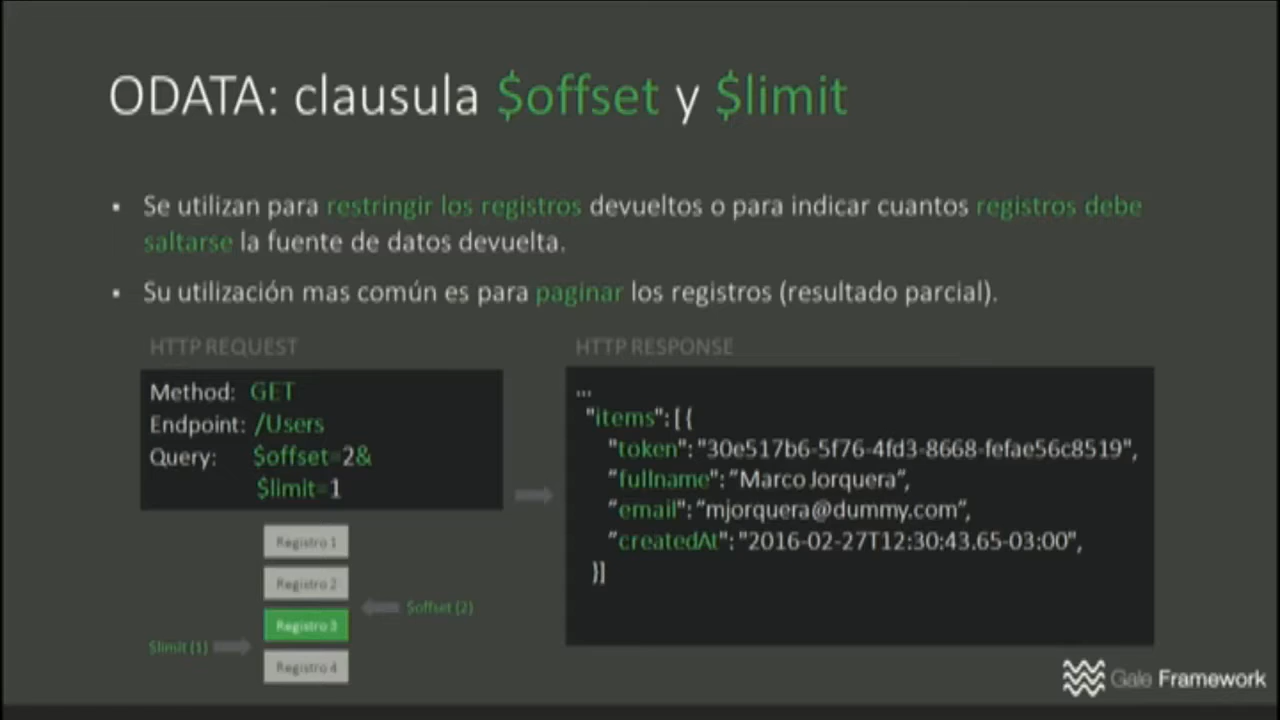 ODATA: clausula $offset y $limit
▪ Se utilizan para restringir los registros devueltos o para indicar cuantos registros debe
saltarse la fuente de datos devuelta.
▪ Su utilización mas común es para paginar los registros (resultado parcial).
HTTP REQUEST
Method: GET
Endpoint: /Users
Query: $offset=2&
$limit=1
Registro 1
Registro 2
$offset (2)
Registro 3
$limit (1)
Registro 4
HTTP RESPONSE
...
"items": [ {
"token": "30e517b6-5f76-4fd3-8668-fefae56c8519",
"fullname": "Marco Jorquera",
"email": "mjorquera@dummy.com",
"createdAt": "2016-02-27T12:30:43.65-03:00",
}]
Gale Framework